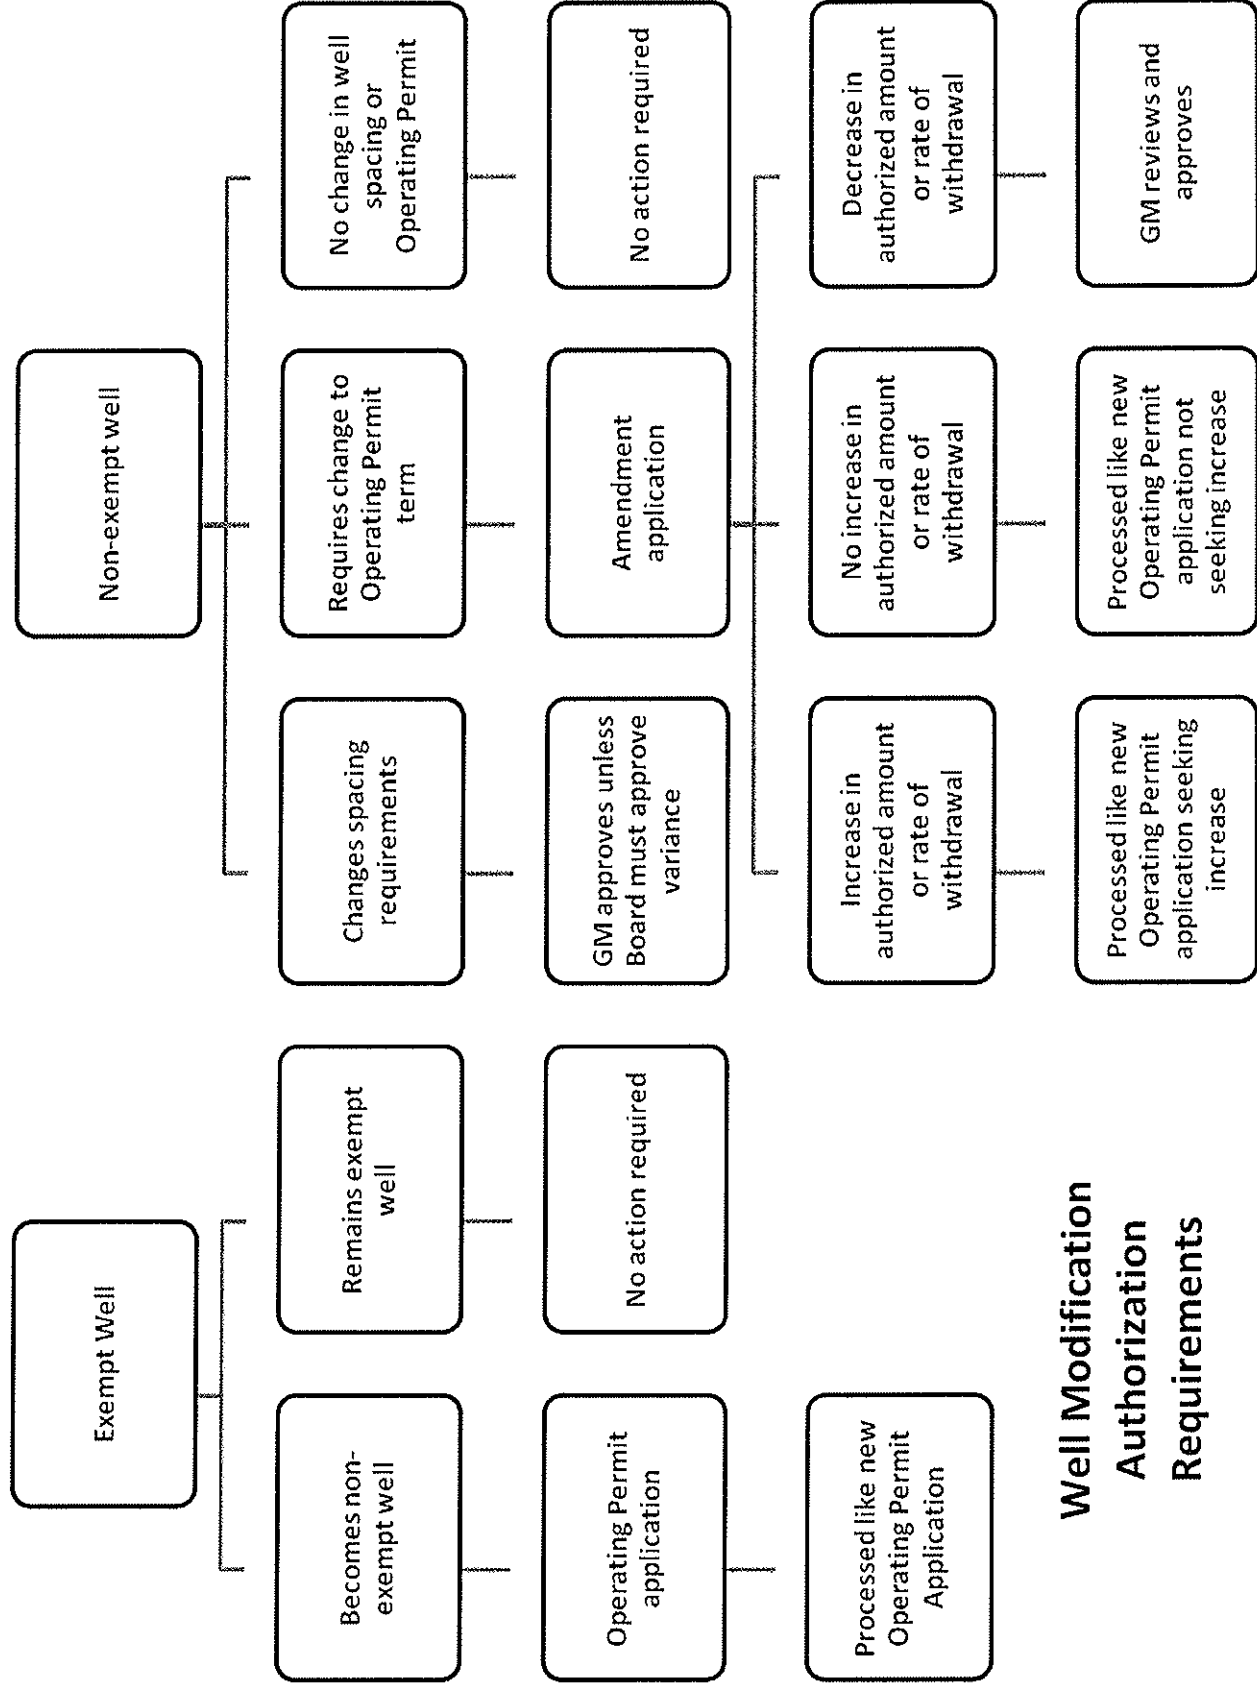 Exempt Well
Becomes non-
exempt well
Operating Permit
application
Processed like new
Operating Permit
Application
Remains exempt
well
No action required
Non-exempt well
Changes spacing
requirements
GM approves unless
Board must approve
variance
Requires change to
Operating Permit
term
Amendment
application
Increase in
authorized amount
or rate of
withdrawal
Processed like new
Operating Permit
application seeking
increase
No increase in
authorized amount
or rate of
withdrawal
Processed like new
Operating Permit
application not
seeking increase
Decrease in
authorized amount
or rate of
withdrawal
GM reviews and
approves
No change in well
spacing or
Operating Permit
No action required
Well Modification
Authorization
Requirements